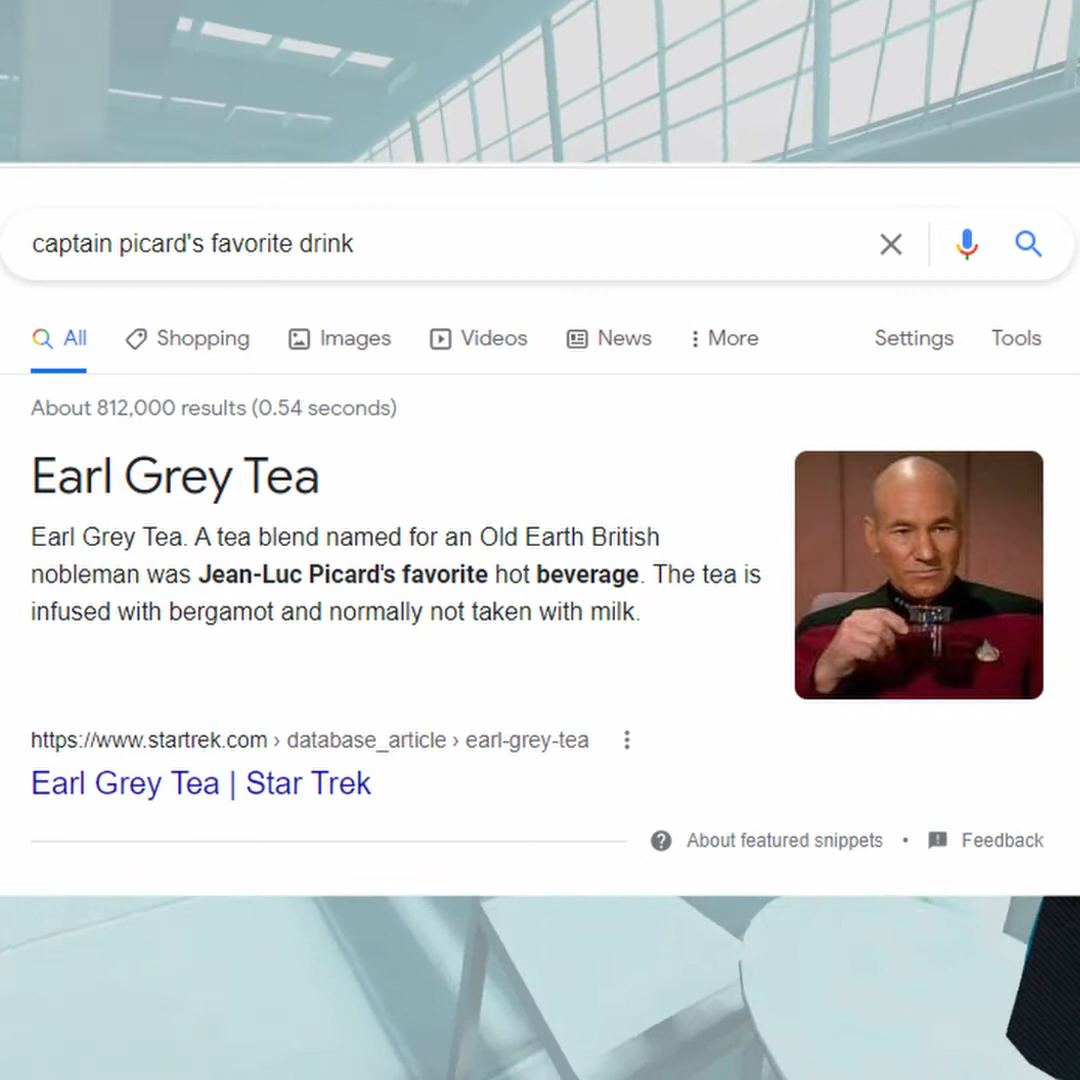 captain picard's favorite drink
All Shopping Images Videos News More Settings Tools
About 812,000 results (0.54 seconds)
Earl Grey Tea
Earl Grey Tea. A tea blend named for an Old Earth British
nobleman was Jean-Luc Picard's favorite hot beverage. The tea is
infused with bergamot and normally not taken with milk.
https://www.startrek.com › database_article › earl-grey-tea
Earl Grey Tea | Star Trek
About featured snippets • Feedback